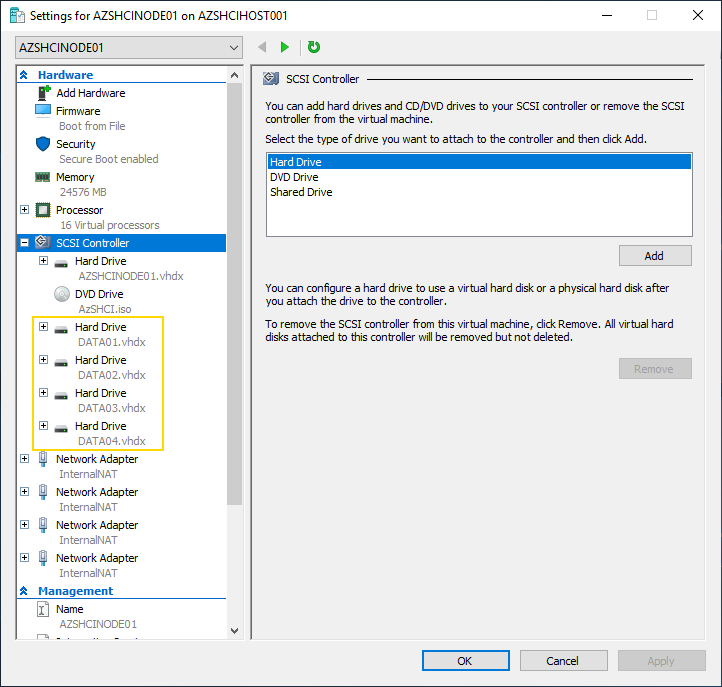 Settings for AZSHCINODE01 on AZSHCIHOST001
AZSHCINODE01
Hardware
Add Hardware
Firmware
Boot from File
Security
Secure Boot enabled
Memory
24576 MB
Processor
16 Virtual processors
SCSI Controller
Hard Drive
AZSHCINODE01.vhdx
DVD Drive
AzSHCI.iso
Hard Drive
DATA01.vhdx
Hard Drive
DATA02.vhdx
Hard Drive
DATA03.vhdx
Hard Drive
DATA04.vhdx
Network Adapter
InternalNAT
Network Adapter
InternalNAT
Network Adapter
InternalNAT
Network Adapter
InternalNAT
Management
Name
AZSHCINODE01
SCSI Controller
You can add hard drives and CD/DVD drives to your SCSI controller or remove the SCSI
controller from the virtual machine.
Select the type of drive you want to attach to the controller and then click Add.
Hard Drive
DVD Drive
Shared Drive
Add
You can configure a hard drive to use a virtual hard disk or a physical hard disk after
you attach the drive to the controller.
To remove the SCSI controller from this virtual machine, click Remove. All virtual hard
disks attached to this controller will be removed but not deleted.
Remove
OK
Cancel
Apply